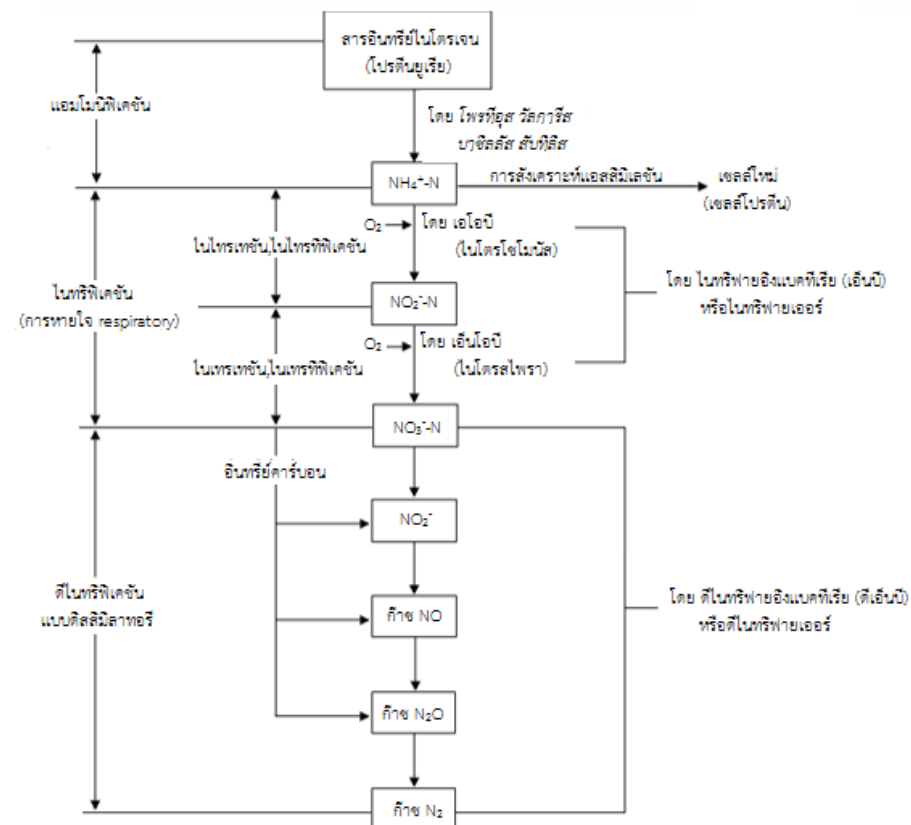 สารอินทรีย์ไนโตรเจน
(โปรตีนยูเรีย)
แอมโมนิฟิเคชัน
โดย โพรทีอุส วัลการีส
บาซิลลัส สับทิลิส
NH₄⁺-N
การสังเคราะห์แอสสิมิเลชัน
เซลล์ใหม่
(เซลล์โปรตีน)
O₂
โดย เอโอบี
(ไนโตรโซโมนัส)
ไนไทรเทชัน,ไนไทรทิฟิเคชัน
ไนทริฟิเคชัน
(การหายใจ respiratory)
NO₂⁻-N
โดย ไนทริฟายอิงแบคทีเรีย (เอ็นบี)
หรือไนทริฟายเออร์
O₂
โดย เอ็นโอบี
(ไนโตรสไพรา)
ไนเทรเทชัน,ไนเทรทิฟิเคชัน
NO₃⁻-N
อินทรีย์คาร์บอน
NO₂⁻
ดีไนทริฟิเคชัน
แบบดิสสิมิลาทอรี
ก๊าซ NO
โดย ดีไนทริฟายอิงแบคทีเรีย (ดีเอ็นบี)
หรือดีไนทริฟายเออร์
ก๊าซ N₂O
ก๊าซ N₂